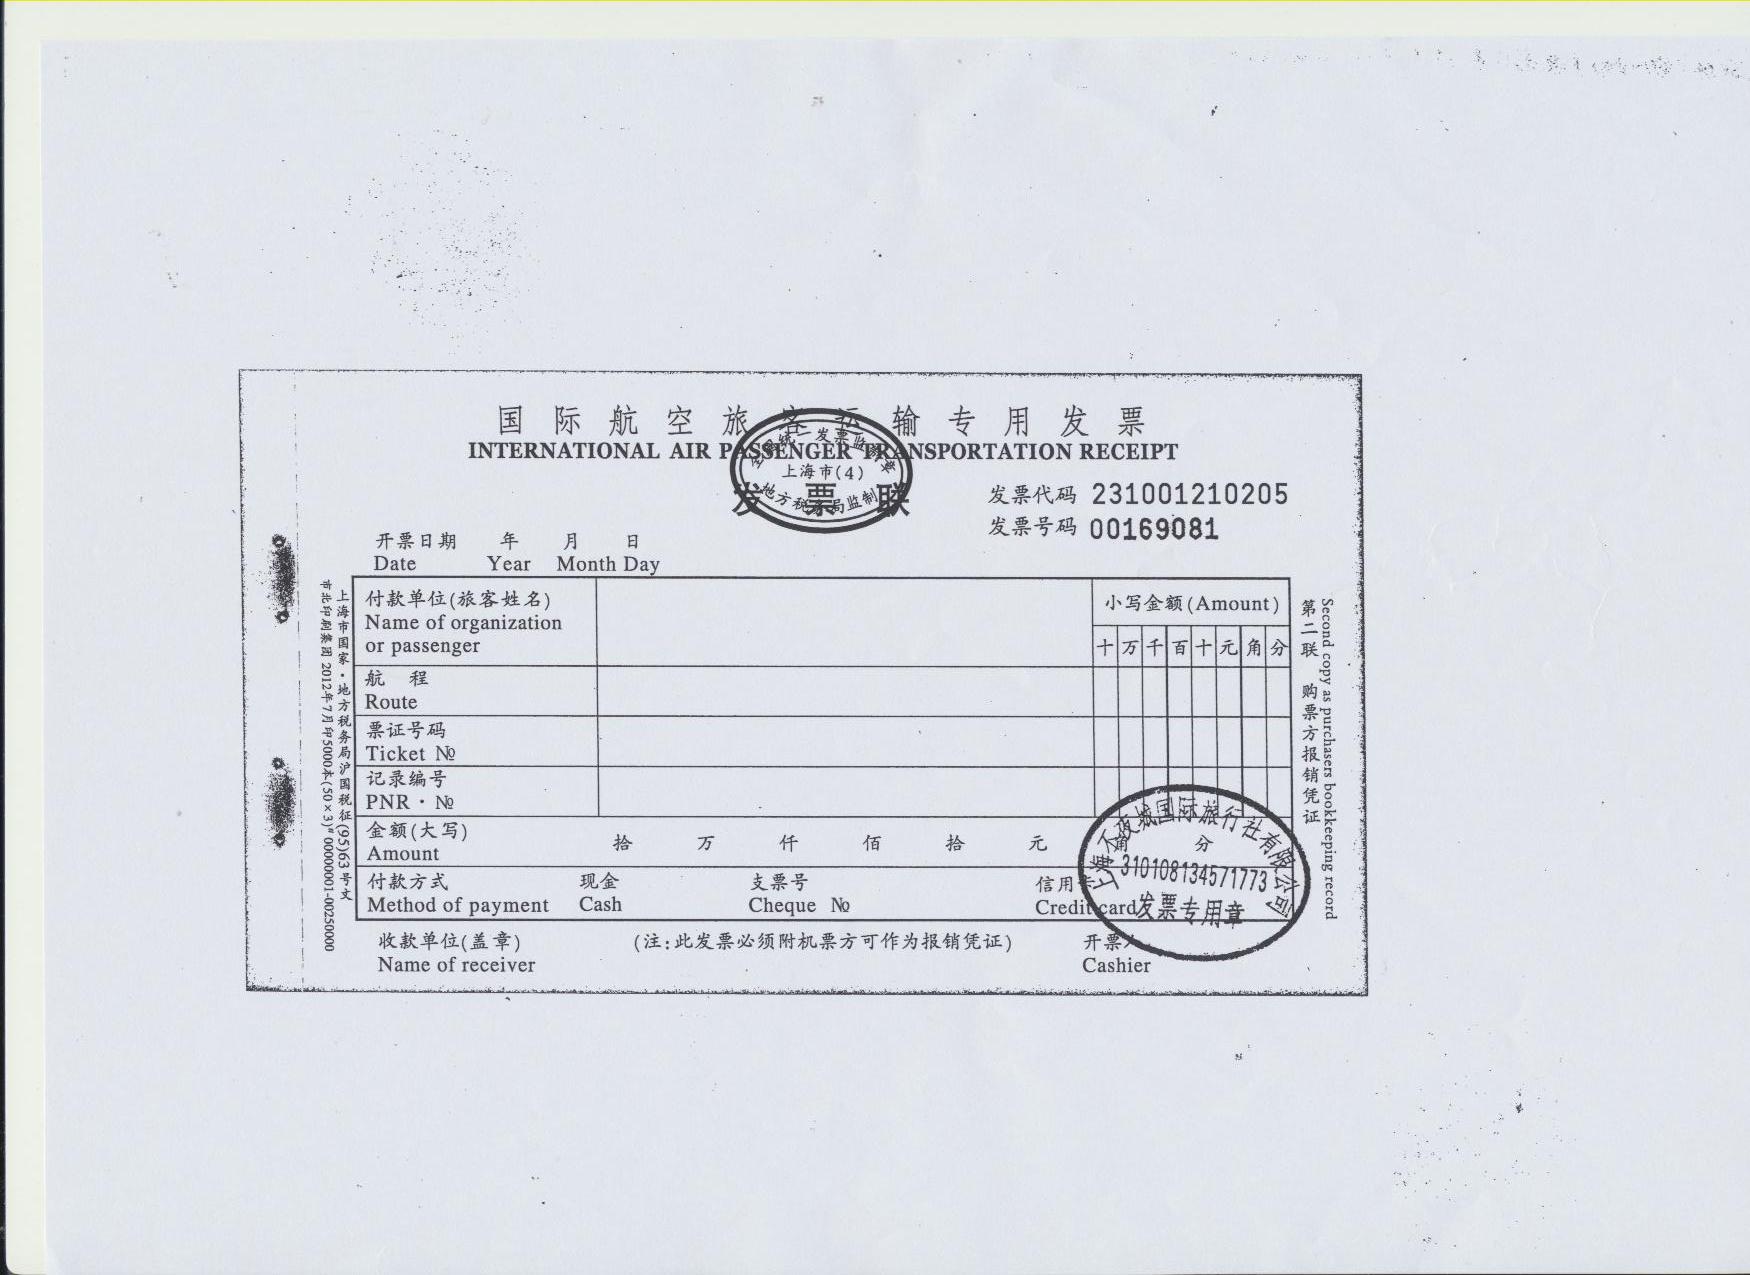 国际航空旅客运输专用发票
INTERNATIONAL AIR PASSENGER TRANSPORTATION RECEIPT
全国统一发票监制章
上海市(4)
地方税务局监制
发票联
发票代码 231001210205
发票号码 00169081
开票日期 年 月 日
Date Year Month Day
付款单位(旅客姓名)
Name of organization
or passenger
小写金额(Amount)
十万千百十元角分
航 程
Route
票证号码
Ticket №
记录编号
PNR·№
金额(大写) 拾 万 仟 佰 拾 元 角 分
Amount
付款方式 现金 支票号 信用卡
Method of payment Cash Cheque № Credit card
收款单位(盖章) (注:此发票必须附机票方可作为报销凭证) 开票人
Name of receiver Cashier
上海不夜城国际旅行社有限公司
310108134571773
发票专用章
第二联 购票方报销凭证
Second copy as purchasers bookkeeping record
上海市国家·地方税务局沪国税征(95)63号文
市北印刷集团 2012年7月印5000本(50×3)" 00000001-00250000